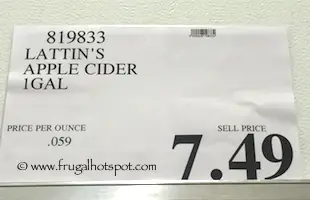 819833
LATTIN'S
APPLE CIDER
1GAL
PRICE PER OUNCE
.059
SELL PRICE
7.49
© www.frugalhotspot.com